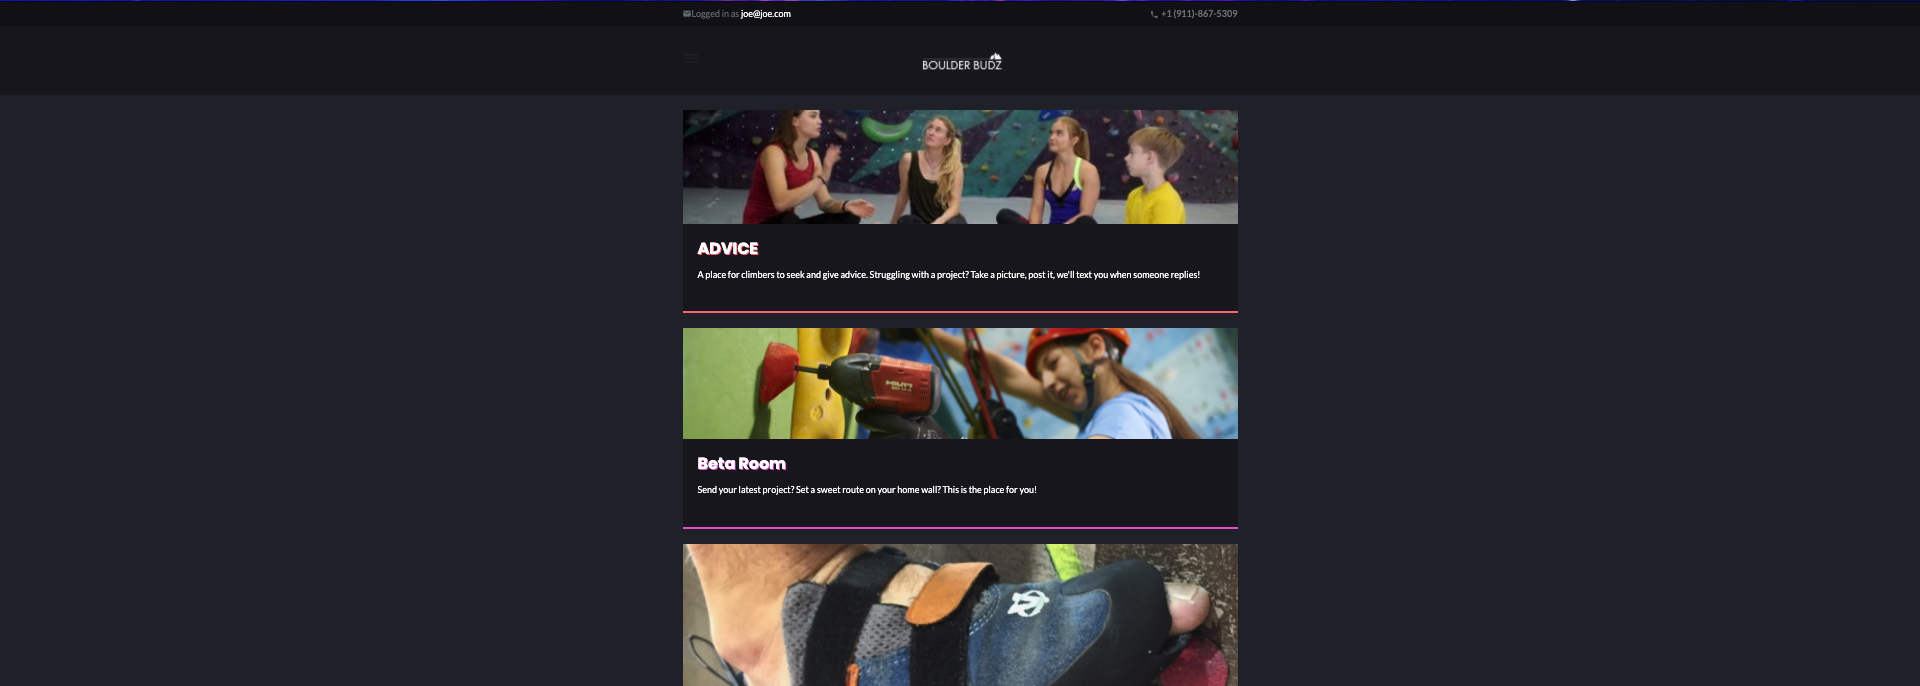 Logged in as joe@joe.com
+1 (911)-867-5309
BOULDER BUDZ
ADVICE
A place for climbers to seek and give advice. Struggling with a project? Take a picture, post it, we'll text you when someone replies!
HILTI
Beta Room
Send your latest project? Set a sweet route on your home wall? This is the place for you!